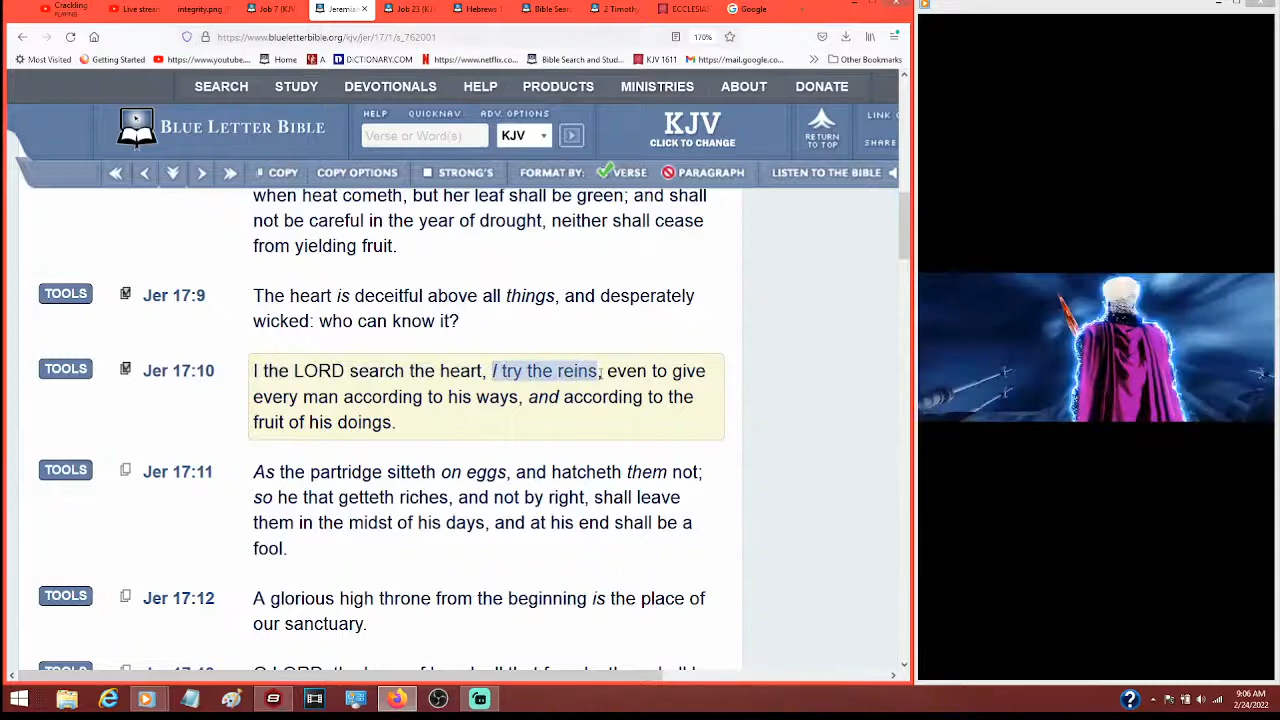 Crackling
PLAYING
Live stream
integrity.png (
Job 7 (KJV
Jeremia
Job 23 (KJ
Hebrews 1
Bible Sear
2 Timothy
ECCLESIAS
Google
https://www.blueletterbible.org/kjv/jer/17/1/s_762001
170%
Most Visited
Getting Started
https://www.youtube....
Home
A
DICTIONARY.COM
https://www.netflix.co...
Bible Search and Stud...
KJV 1611
https://mail.google.co...
Other Bookmarks
SEARCH STUDY DEVOTIONALS HELP PRODUCTS MINISTRIES ABOUT DONATE
BLUE LETTER BIBLE
HELP QUICKNAV ADV. OPTIONS
Verse or Word(s)
KJV
KJV
CLICK TO CHANGE
RETURN
TO TOP
LINK
SHARE
COPY COPY OPTIONS STRONG'S FORMAT BY: VERSE PARAGRAPH LISTEN TO THE BIBLE
when heat cometh, but her leaf shall be green; and shall
not be careful in the year of drought, neither shall cease
from yielding fruit.
TOOLS Jer 17:9 The heart is deceitful above all things, and desperately
wicked: who can know it?
TOOLS Jer 17:10 I the LORD search the heart, I try the reins, even to give
every man according to his ways, and according to the
fruit of his doings.
TOOLS Jer 17:11 As the partridge sitteth on eggs, and hatcheth them not;
so he that getteth riches, and not by right, shall leave
them in the midst of his days, and at his end shall be a
fool.
TOOLS Jer 17:12 A glorious high throne from the beginning is the place of
our sanctuary.
9:06 AM
2/24/2022